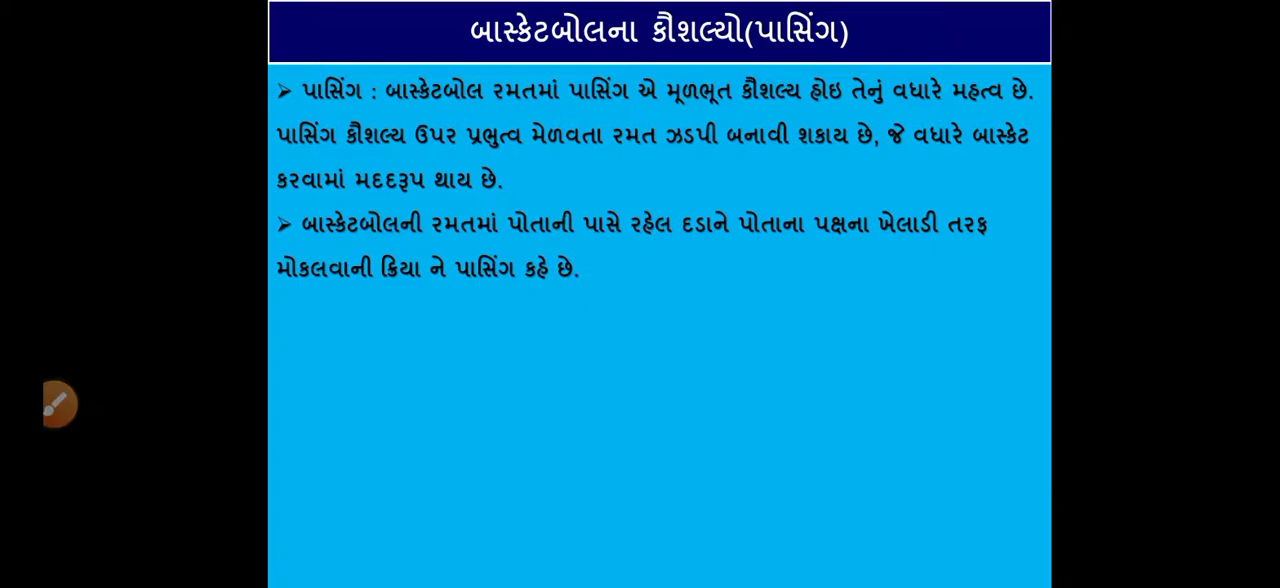 બાસ્કેટબોલના કૌશલ્યો(પાસિંગ)
➢ પાસિંગ : બાસ્કેટબોલ રમતમાં પાસિંગ એ મૂળભૂત કૌશલ્ય હોઇ તેનું વધારે મહત્વ છે.
પાસિંગ કૌશલ્ય ઉપર પ્રભુત્વ મેળવતા રમત ઝડપી બનાવી શકાય છે, જે વધારે બાસ્કેટ
કરવામાં મદદરૂપ થાય છે.
➢ બાસ્કેટબોલની રમતમાં પોતાની પાસે રહેલ દડાને પોતાના પક્ષના ખેલાડી તરફ
મોકલવાની ક્રિયા ને પાસિંગ કહે છે.